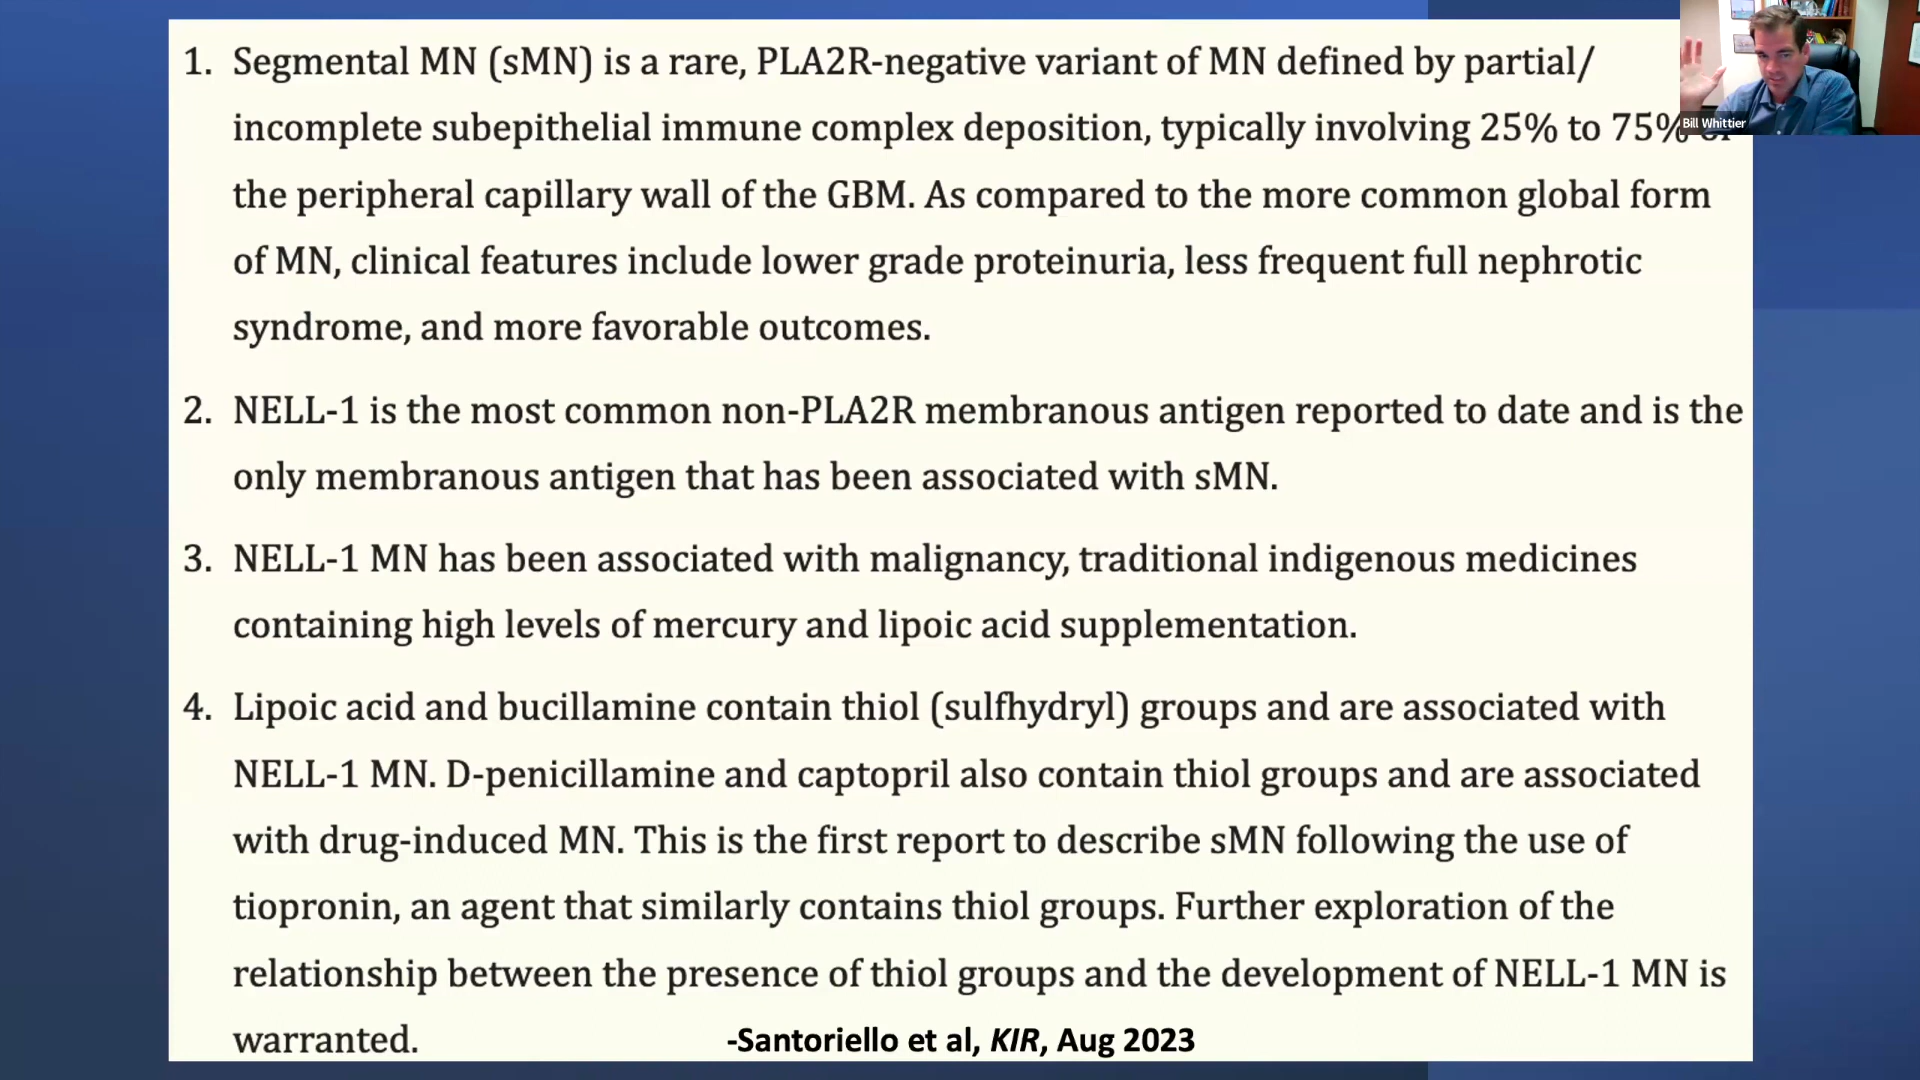 1. Segmental MN (sMN) is a rare, PLA2R-negative variant of MN defined by partial/
incomplete subepithelial immune complex deposition, typically involving 25% to 75%
the peripheral capillary wall of the GBM. As compared to the more common global form
of MN, clinical features include lower grade proteinuria, less frequent full nephrotic
syndrome, and more favorable outcomes.
2. NELL-1 is the most common non-PLA2R membranous antigen reported to date and is the
only membranous antigen that has been associated with sMN.
3. NELL-1 MN has been associated with malignancy, traditional indigenous medicines
containing high levels of mercury and lipoic acid supplementation.
4. Lipoic acid and bucillamine contain thiol (sulfhydryl) groups and are associated with
NELL-1 MN. D-penicillamine and captopril also contain thiol groups and are associated
with drug-induced MN. This is the first report to describe sMN following the use of
tiopronin, an agent that similarly contains thiol groups. Further exploration of the
relationship between the presence of thiol groups and the development of NELL-1 MN is
warranted.
-Santoriello et al, KIR, Aug 2023
Bill Whittier